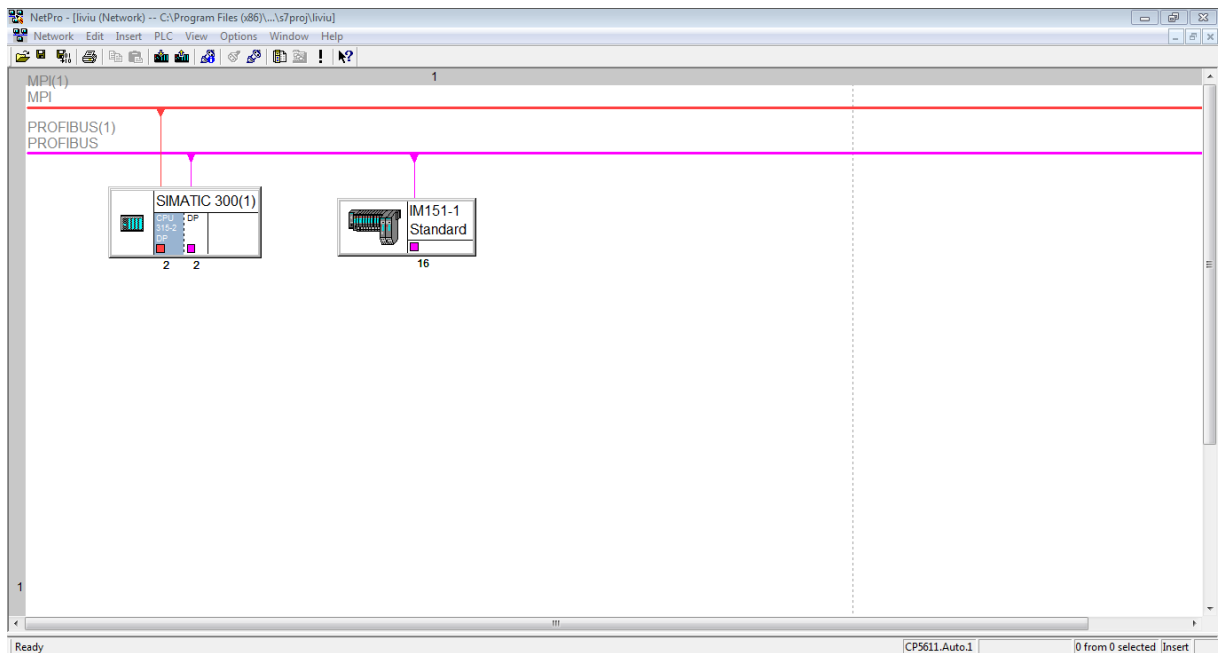 NetPro - [liviu (Network) -- C:\Program Files (x86)\...\s7proj\liviu]
Network Edit Insert PLC View Options Window Help
1
MPI(1)
MPI
PROFIBUS(1)
PROFIBUS
SIMATIC 300(1)
CPU
315-2
DP
DP
2 2
IM151-1
Standard
16
1
Ready
CP5611.Auto.1
0 from 0 selected
Insert